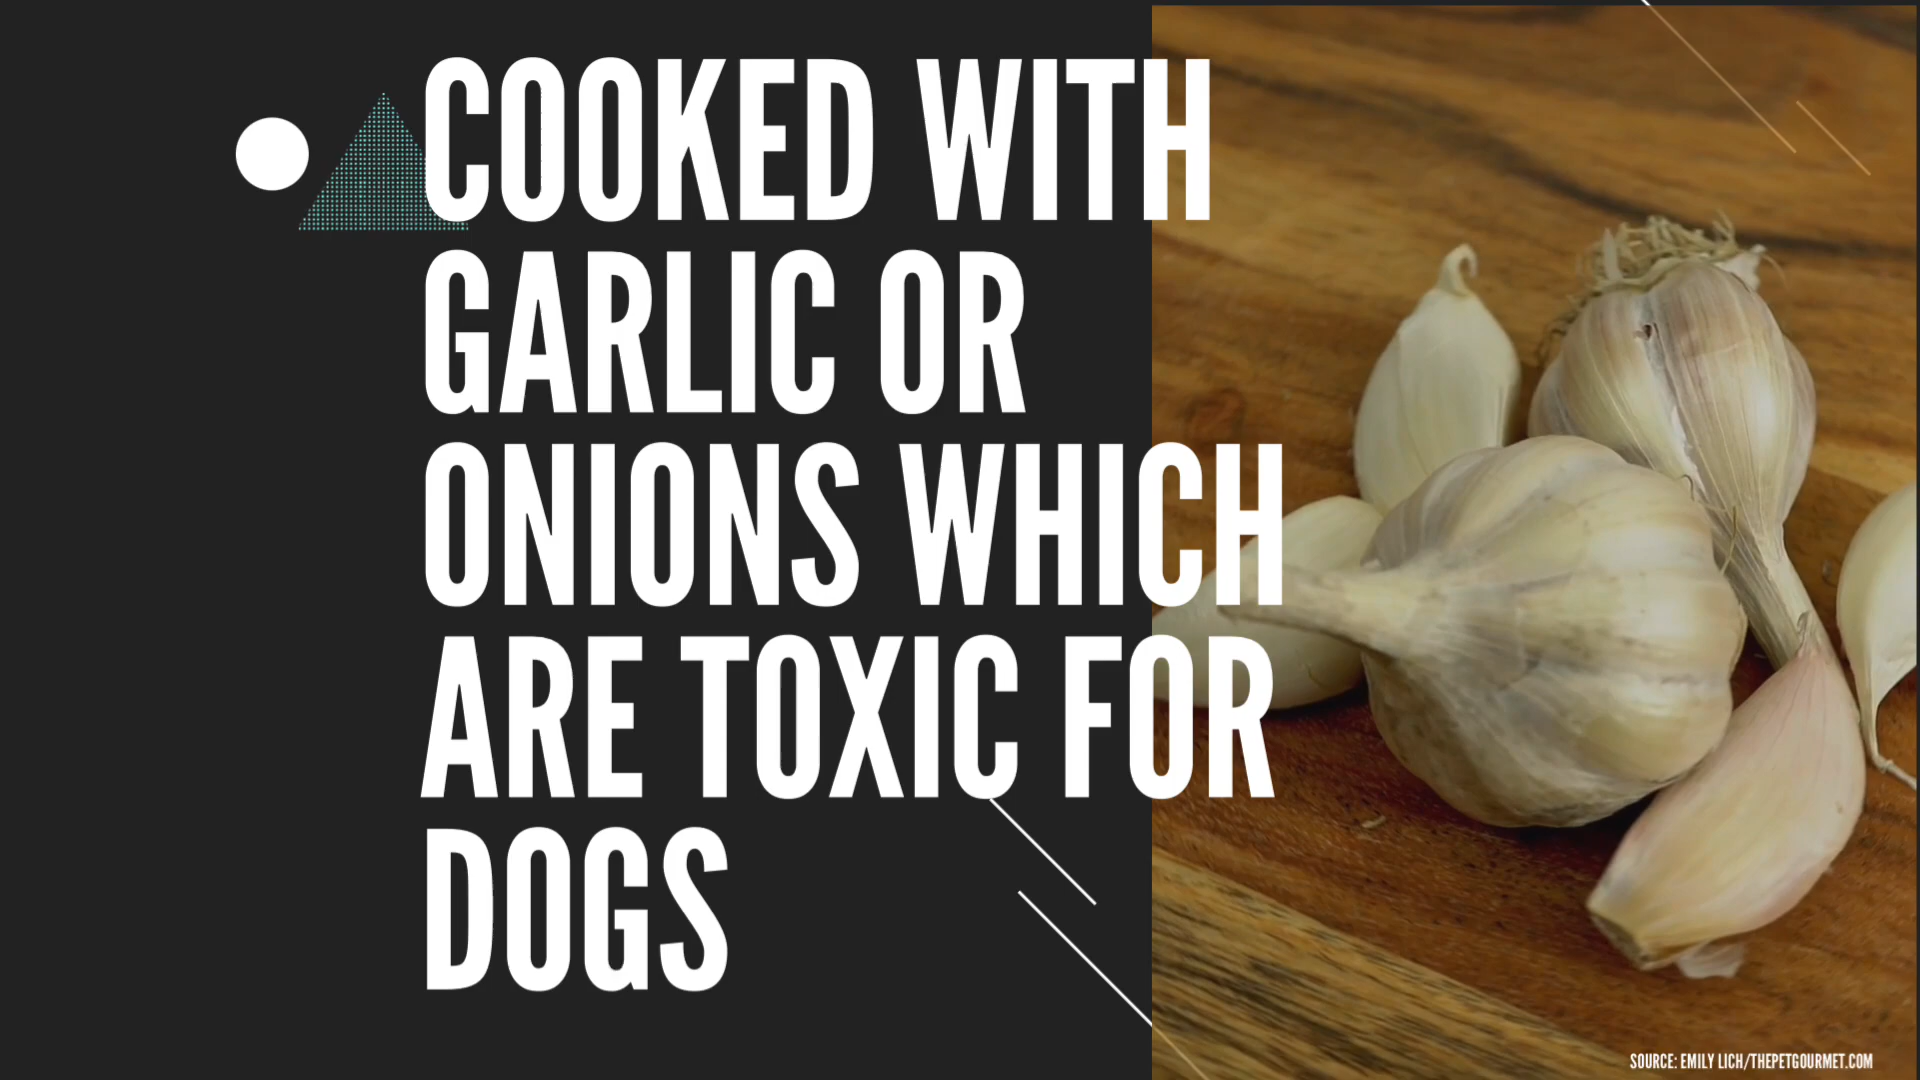 COOKED WITH
GARLIC OR
ONIONS WHICH
ARE TOXIC FOR
DOGS
SOURCE: EMILY LICH/THEPETGOURMET.COM